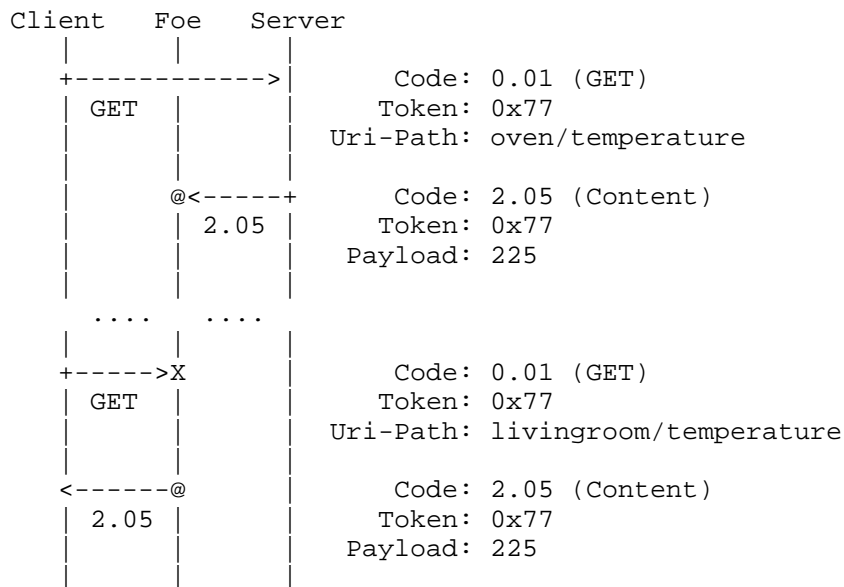 Client Foe Server
Code: 0.01 (GET)
GET Token: 0x77
Uri-Path: oven/temperature
@<-----+ Code: 2.05 (Content)
2.05 Token: 0x77
Payload: 225
.... ....
+----->X Code: 0.01 (GET)
GET Token: 0x77
Uri-Path: livingroom/temperature
<------@ Code: 2.05 (Content)
2.05 Token: 0x77
Payload: 225